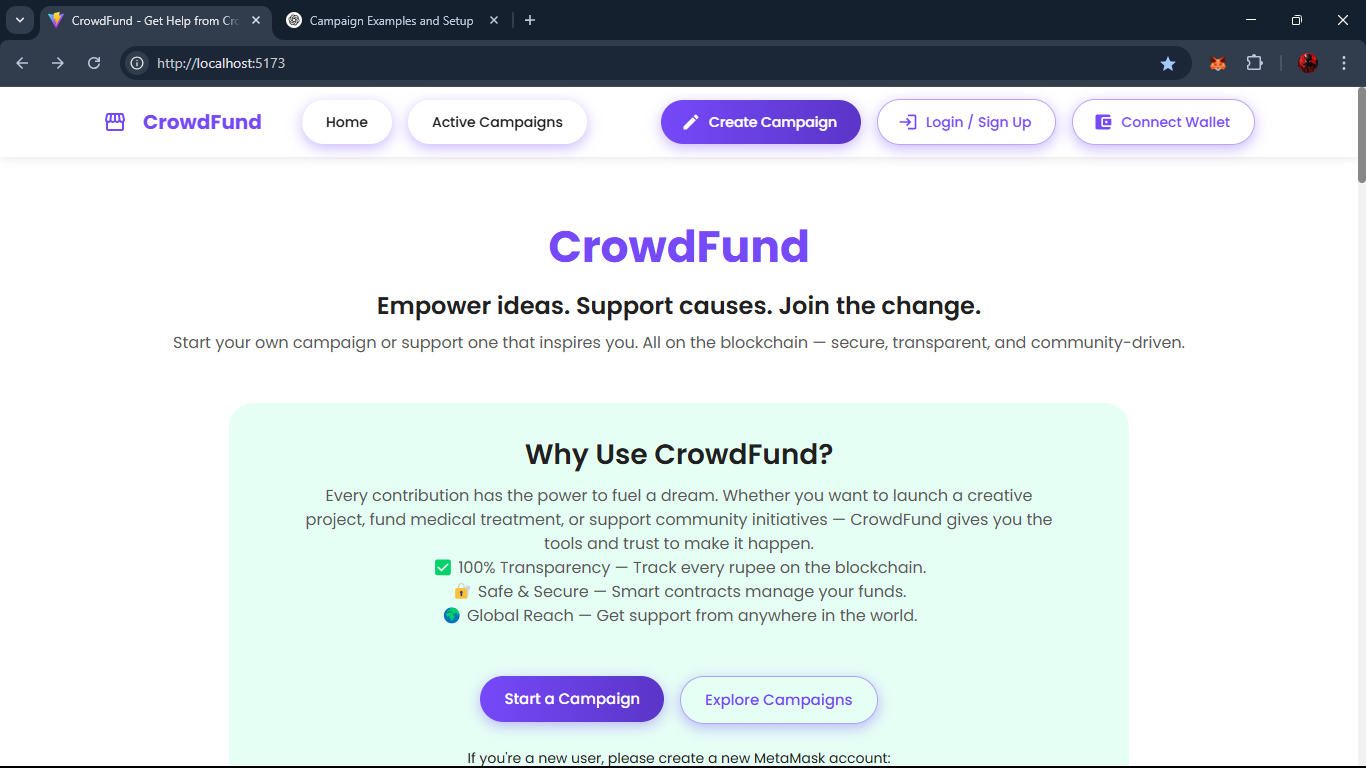 CrowdFund - Get Help from Cro
Campaign Examples and Setup
http://localhost:5173
CrowdFund
Home
Active Campaigns
Create Campaign
Login / Sign Up
Connect Wallet
CrowdFund
Empower ideas. Support causes. Join the change.
Start your own campaign or support one that inspires you. All on the blockchain — secure, transparent, and community-driven.
Why Use CrowdFund?
Every contribution has the power to fuel a dream. Whether you want to launch a creative
project, fund medical treatment, or support community initiatives — CrowdFund gives you the
tools and trust to make it happen.
✅ 100% Transparency — Track every rupee on the blockchain.
🔐 Safe & Secure — Smart contracts manage your funds.
🌍 Global Reach — Get support from anywhere in the world.
Start a Campaign
Explore Campaigns
If you're a new user, please create a new MetaMask account: